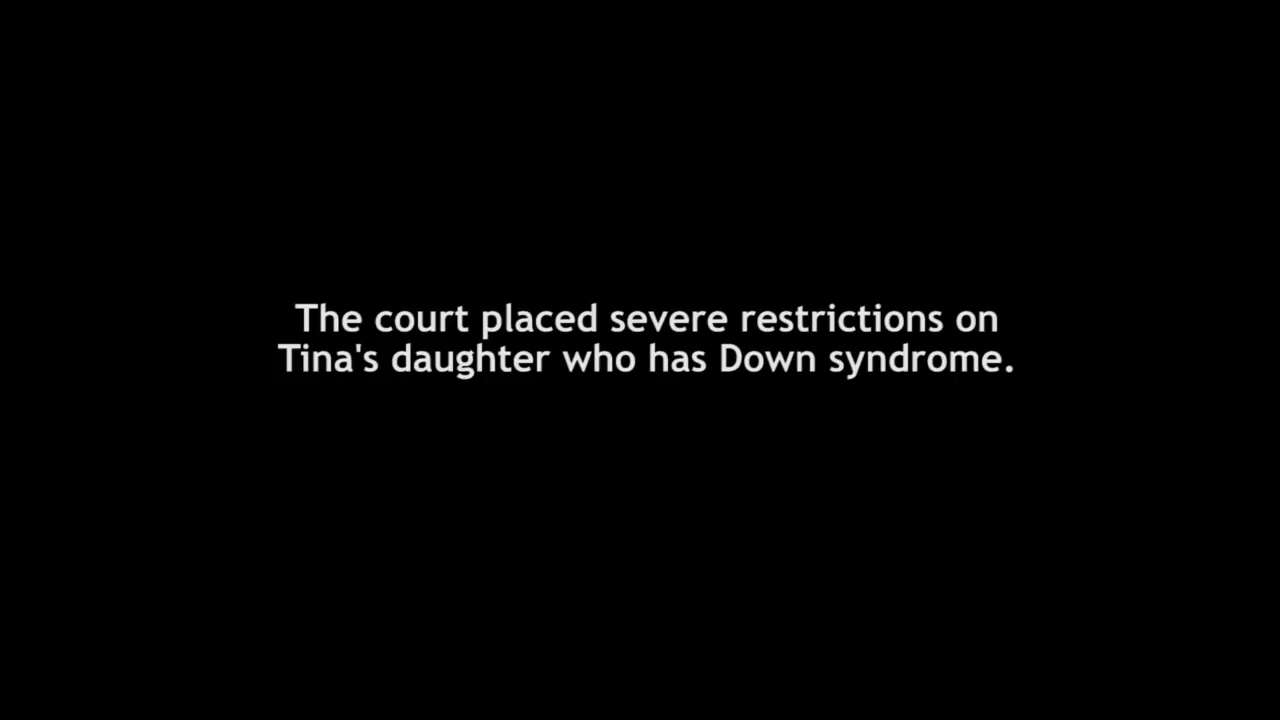 The court placed severe restrictions on
Tina's daughter who has Down syndrome.